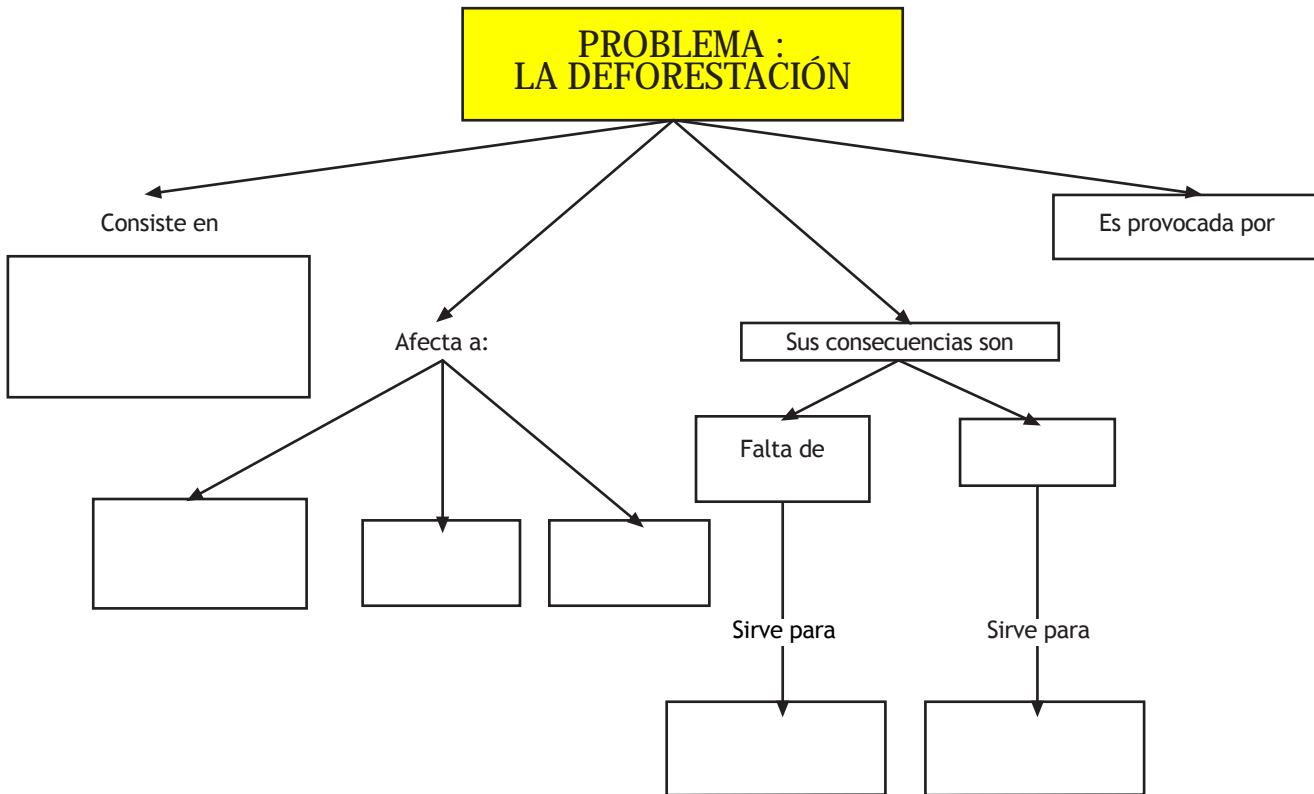 PROBLEMA :
LA DEFORESTACIÓN
Consiste en
Es provocada por
Afecta a:
Sus consecuencias son
Falta de
Sirve para
Sirve para